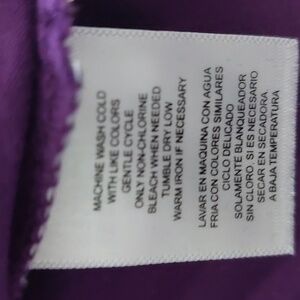 MACHINE WASH COLD
WITH LIKE COLORS
GENTLE CYCLE
ONLY NON-CHLORINE
BLEACH WHEN NEEDED
TUMBLE DRY LOW
WARM IRON IF NECESSARY
LAVAR EN MAQUINA CON AGUA
FRIA CON COLORES SIMILARES
CICLO DELICADO
SOLAMENTE BLANQUEADOR
SIN CLORO, SI ES NECESARIO
SECAR EN SECADORA
A BAJA TEMPERATURA